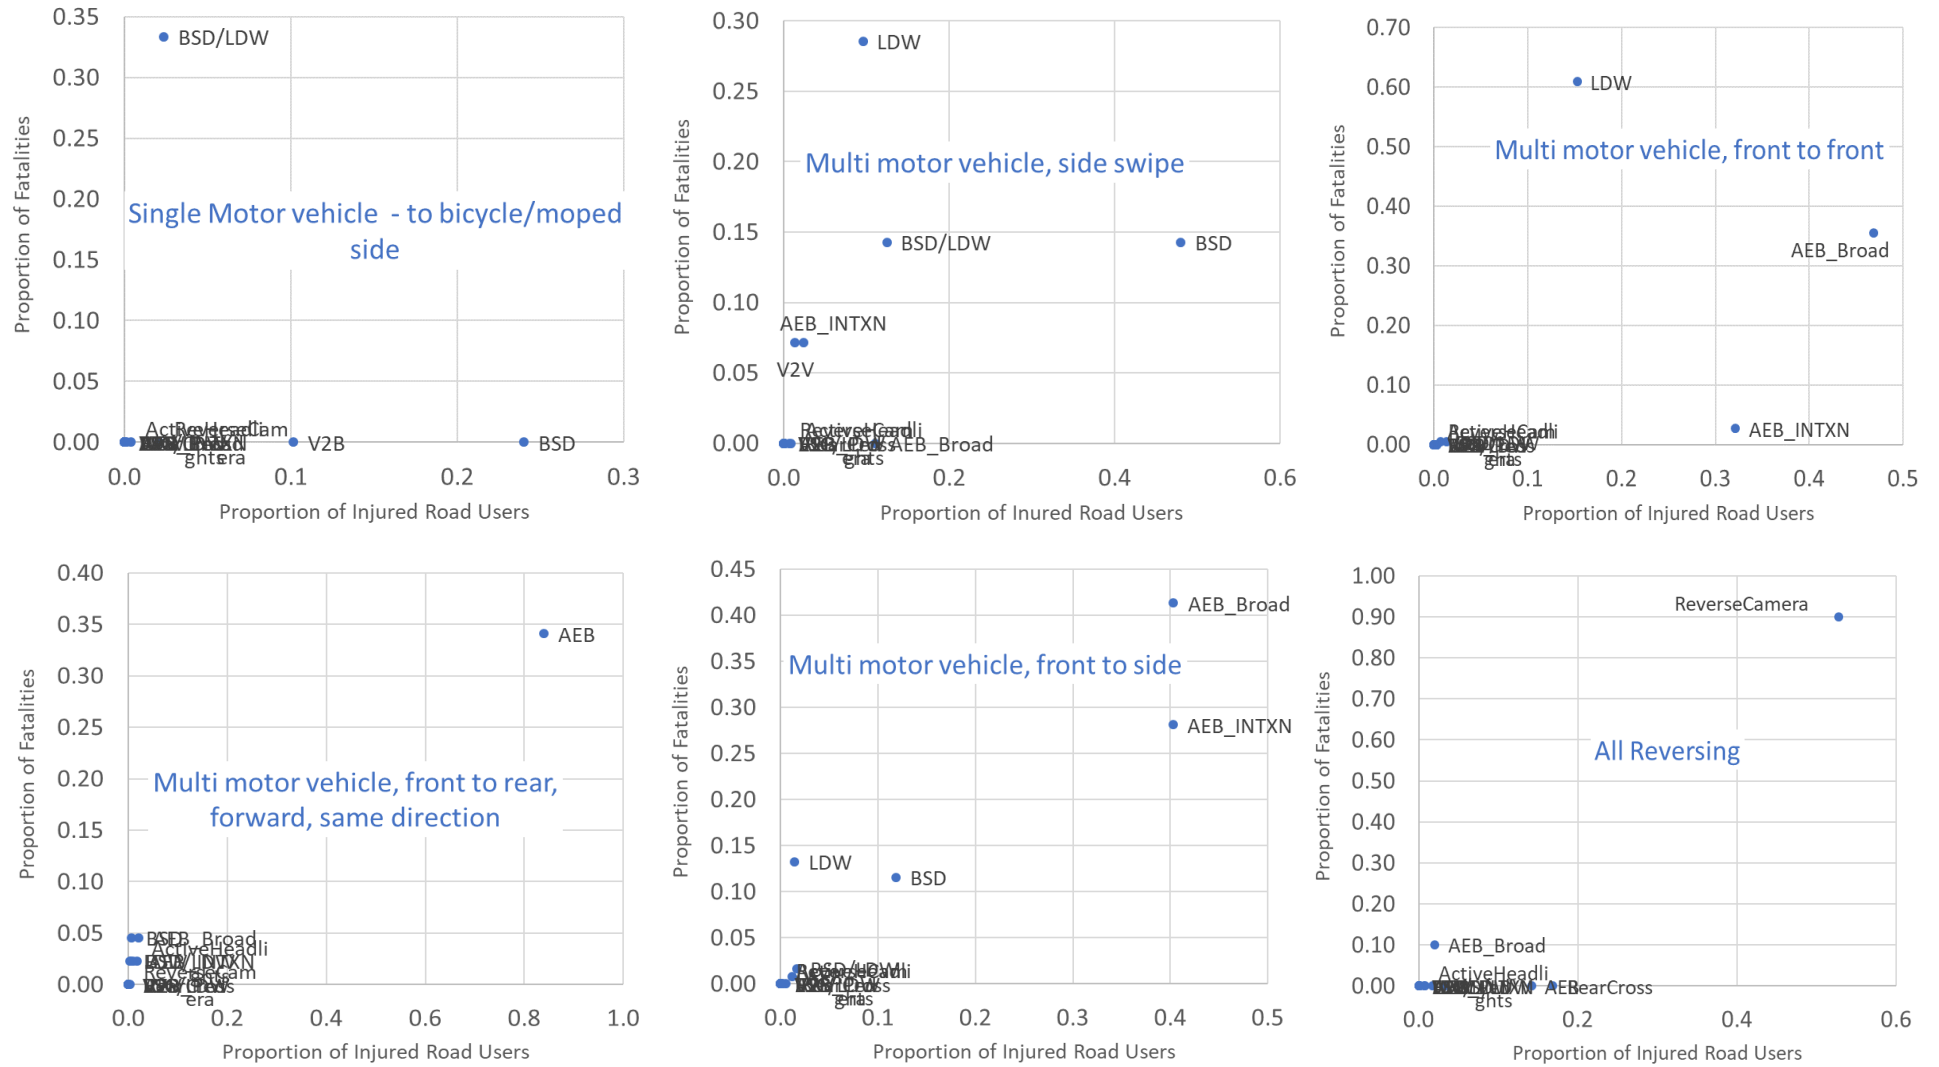 0.35
0.30
0.25
0.20
0.15
0.10
0.05
0.00
Proportion of Fatalities
BSD/LDW
Single Motor vehicle - to bicycle/moped
side
V2B
BSD
0.0 0.1 0.2 0.3
Proportion of Injured Road Users
0.30
0.25
0.20
0.15
0.10
0.05
0.00
Proportion of Fatalities
LDW
Multi motor vehicle, side swipe
BSD/LDW
BSD
AEB_INTXN
V2V
AEB_Broad
0.0 0.2 0.4 0.6
Proportion of Inured Road Users
0.70
0.60
0.50
0.40
0.30
0.20
0.10
0.00
Proportion of Fatalities
LDW
Multi motor vehicle, front to front
AEB_Broad
AEB_INTXN
0.0 0.1 0.2 0.3 0.4 0.5
Proportion of Injured Road Users
0.40
0.35
0.30
0.25
0.20
0.15
0.10
0.05
0.00
Proportion of Fatalities
AEB
Multi motor vehicle, front to rear,
forward, same direction
BSD
AEB_Broad
ActiveHeadli
0.0 0.2 0.4 0.6 0.8 1.0
Proportion of Injured Road Users
0.45
0.40
0.35
0.30
0.25
0.20
0.15
0.10
0.05
0.00
Proportion of Fatalities
AEB_Broad
Multi motor vehicle, front to side
AEB_INTXN
LDW
BSD
BSD/LDW
0.0 0.1 0.2 0.3 0.4 0.5
Proportion of Injured Road Users
1.00
0.90
0.80
0.70
0.60
0.50
0.40
0.30
0.20
0.10
0.00
Proportion of Fatalities
ReverseCamera
All Reversing
AEB_Broad
ActiveHeadli
ghts
AEB
RearCross
0.0 0.2 0.4 0.6
Proportion of Injured Road Users